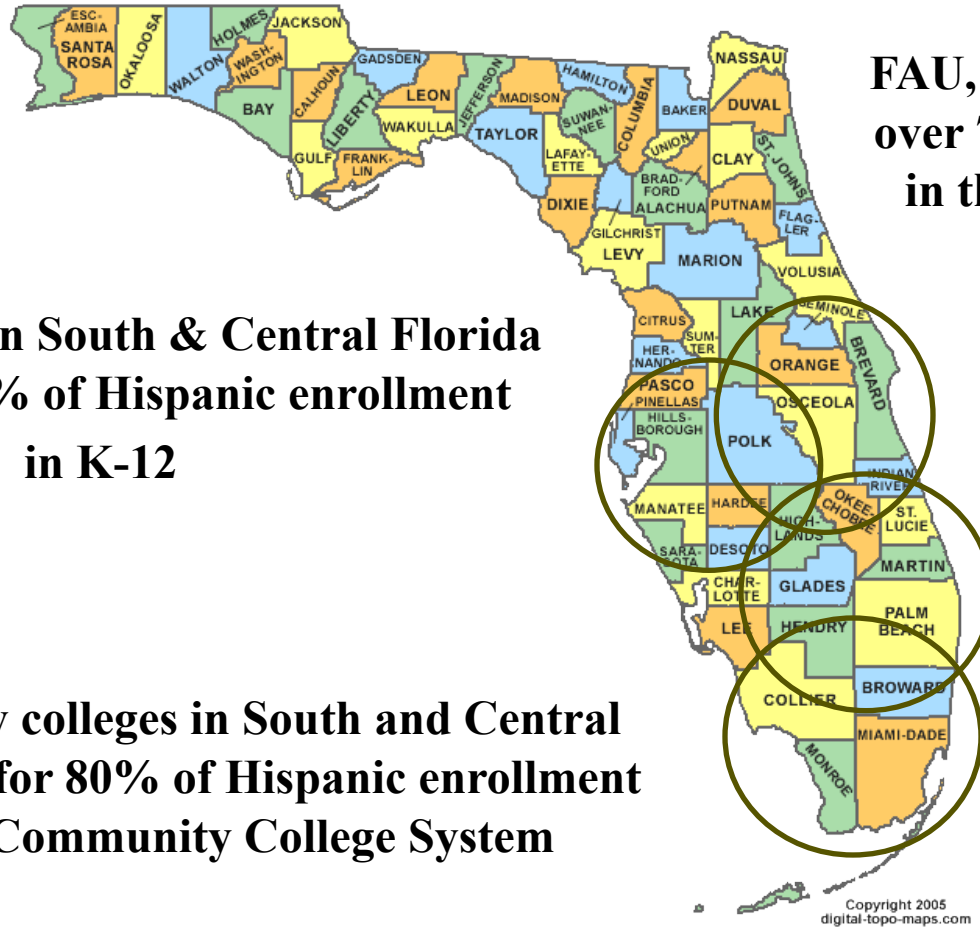 ESC-
AMBIA
SANTA
ROSA
OKALOOSA
WALTON
HOLMES
JACKSON
WASH-
INGTON
BAY
CALHOUN
GULF
LIBERTY
GADSDEN
FRANK-
LIN
LEON
WAKULLA
JEFFERSON
MADISON
TAYLOR
HAMILTON
SUWAN-
NEE
LAFAY-
ETTE
DIXIE
COLUMBIA
BAKER
NASSAU
DUVAL
UNION
CLAY
ST. JOHNS
BRAD-
FORD
ALACHUA
PUTNAM
FLAG-
LER
GILCHRIST
LEVY
MARION
VOLUSIA
FAU,
over
in th
n South & Central Florida
% of Hispanic enrollment
in K-12
CITRUS
SUM-
TER
LAKE
SEMINOLE
HER-
NANDO
ORANGE
BREVARD
PASCO
PINELLAS
OSCEOLA
HILLS-
BOROUGH
POLK
INDIAN
RIVER
MANATEE
HARDEE
HIGH-
LANDS
OKEE-
CHOBEE
ST.
LUCIE
SARA-
SOTA
DESOTO
MARTIN
CHAR-
LOTTE
GLADES
LEE
HENDRY
PALM
BEACH
COLLIER
BROWARD
MONROE
MIAMI-DADE
y colleges in South and Central
for 80% of Hispanic enrollment
Community College System
Copyright 2005
digital-topo-maps.com